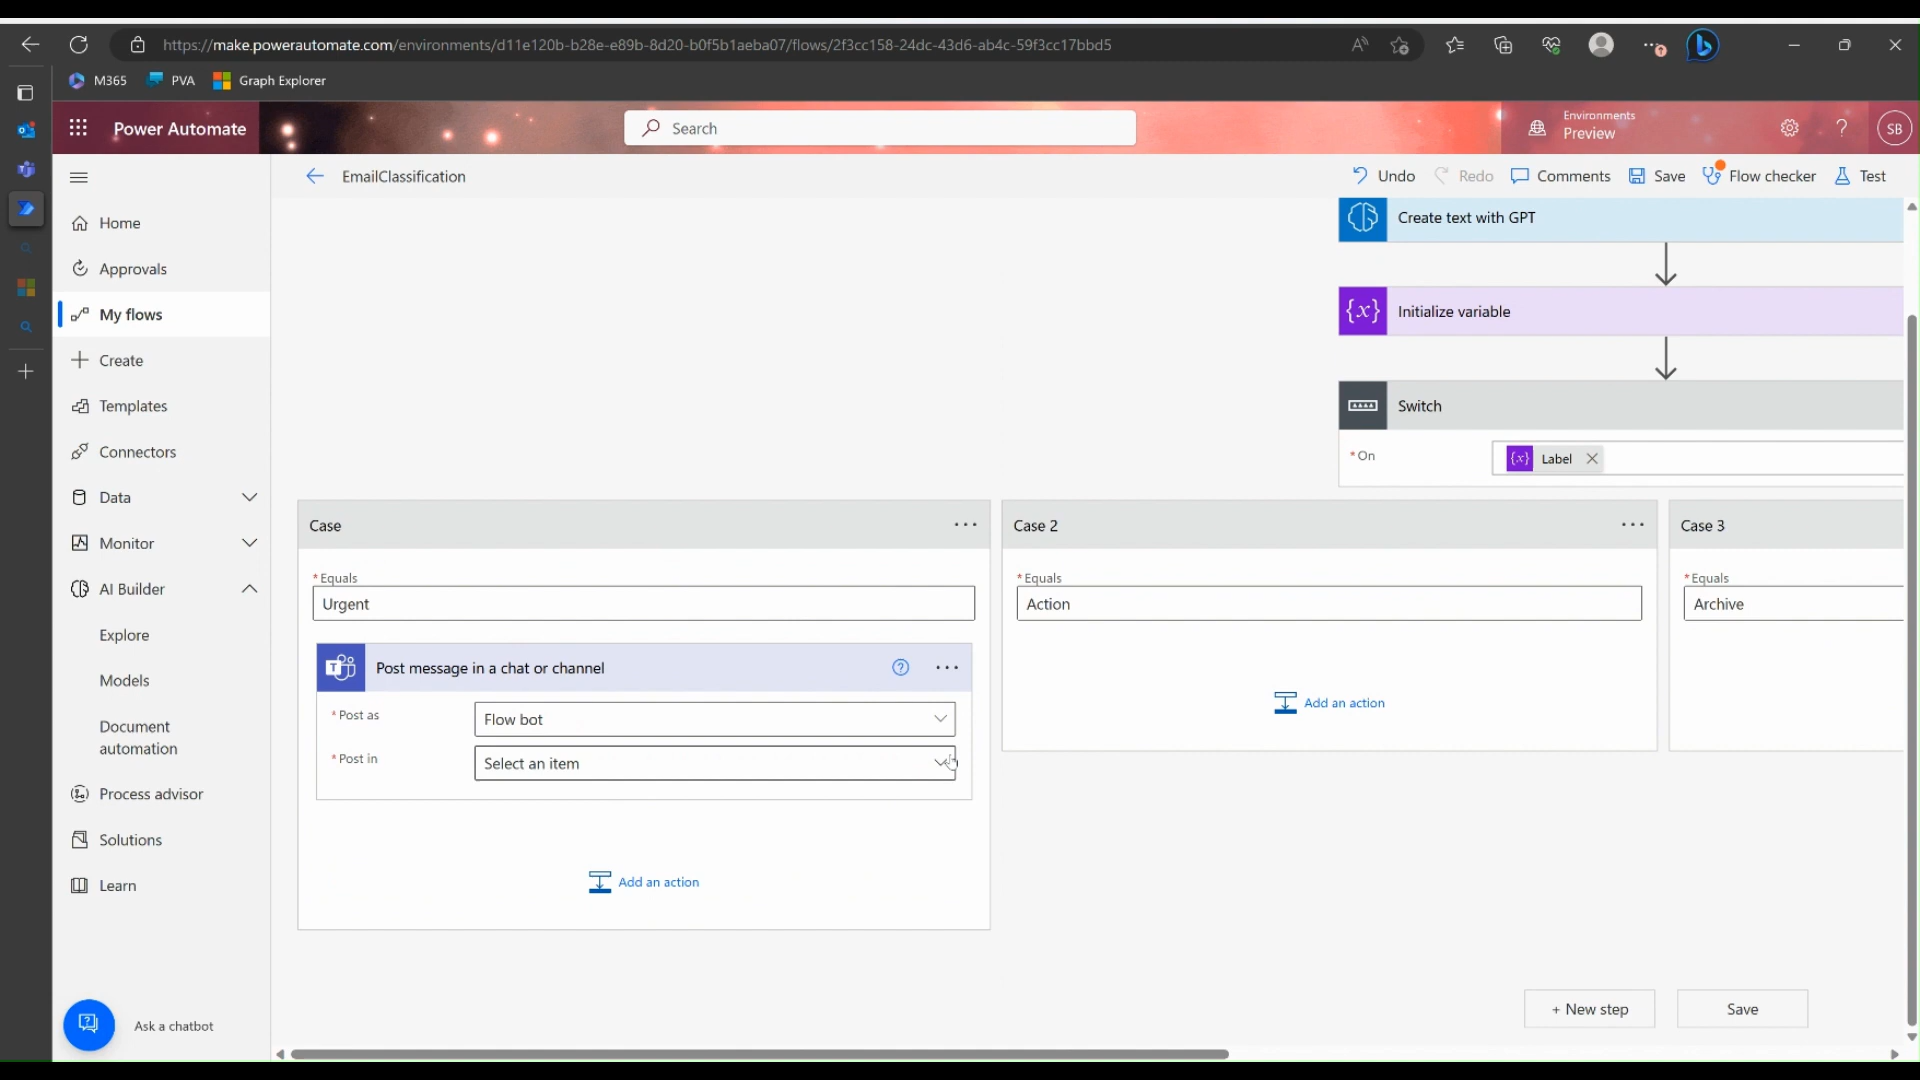 https://make.powerautomate.com/environments/d11e120b-b28e-e89b-8d20-b0f5b1aeba07/flows/2f3cc158-24dc-43d6-ab4c-59f3cc17bbd5
M365 PVA Graph Explorer
Power Automate
Search
Environments
Preview
SB
EmailClassification
Undo Redo Comments Save Flow checker Test
Home
Approvals
My flows
Create
Templates
Connectors
Data
Monitor
AI Builder
Explore
Models
Document
automation
Process advisor
Solutions
Learn
Ask a chatbot
Create text with GPT
{x} Initialize variable
Switch
* On
{x} Label
Case
* Equals
Urgent
Post message in a chat or channel
* Post as
Flow bot
* Post in
Select an item
Add an action
Case 2
* Equals
Action
Add an action
Case 3
* Equals
Archive
+ New step
Save